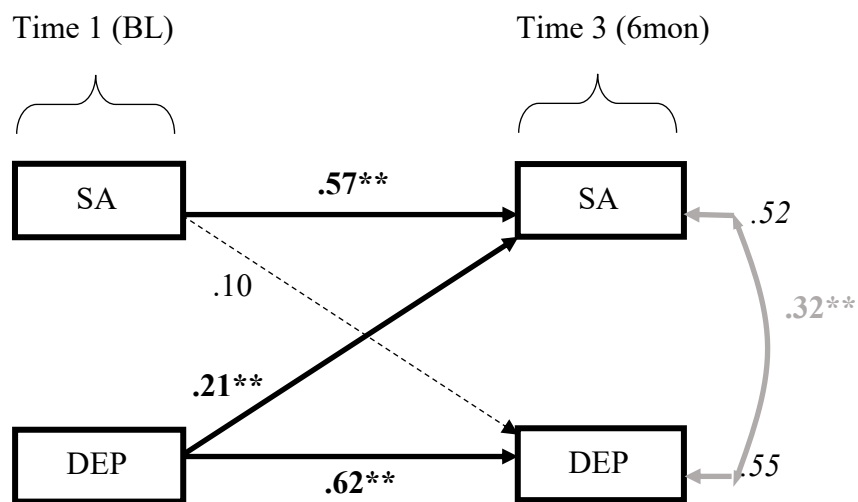 Time 1 (BL)
Time 3 (6mon)
SA
.57**
SA
.52
.10
.32**
.21**
DEP
.62**
DEP
.55